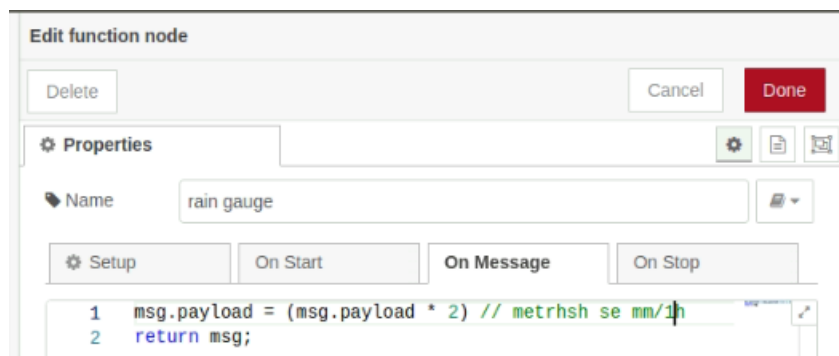 Edit function node
Delete Cancel Done
Properties
Name rain gauge
Setup On Start On Message On Stop
1 msg.payload = (msg.payload * 2) // metrhsh se mm/1h
2 return msg;